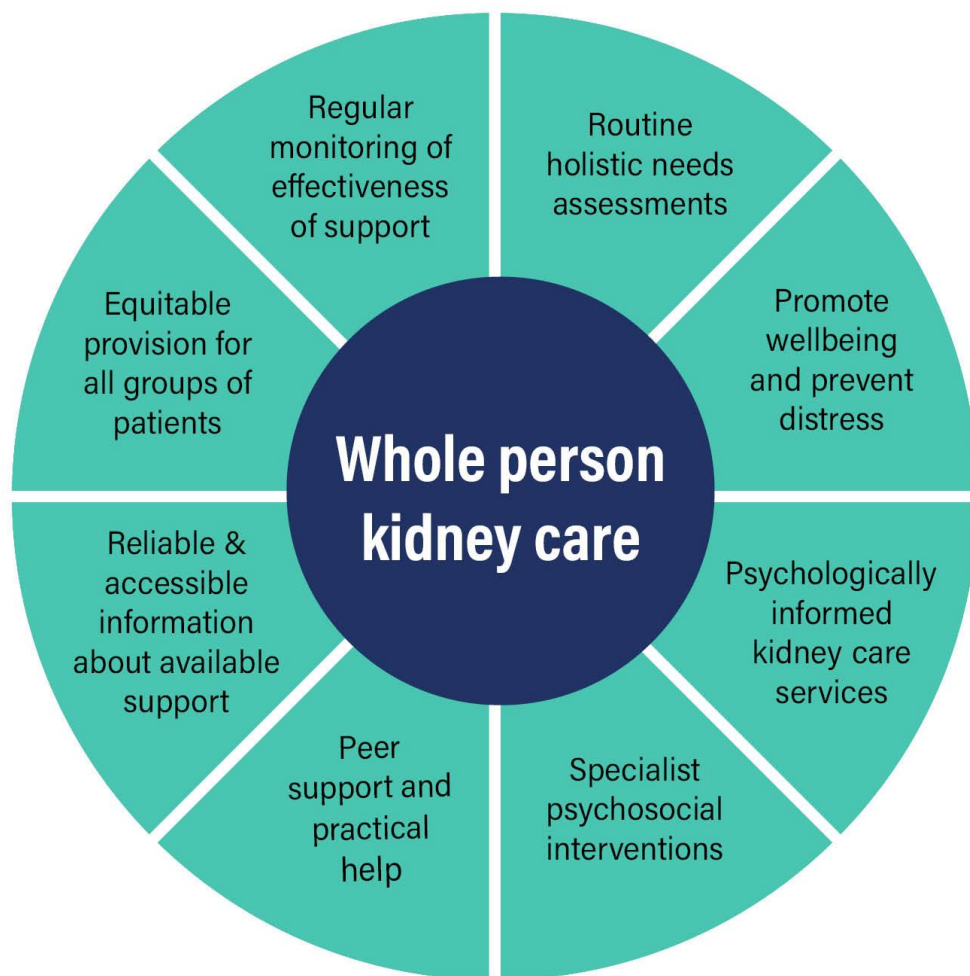 Whole person
kidney care
Routine
holistic needs
assessments
Promote
wellbeing
and prevent
distress
Psychologically
informed
kidney care
services
Specialist
psychosocial
interventions
Peer
support and
practical
help
Reliable &
accessible
information
about available
support
Equitable
provision for
all groups of
patients
Regular
monitoring of
effectiveness
of support